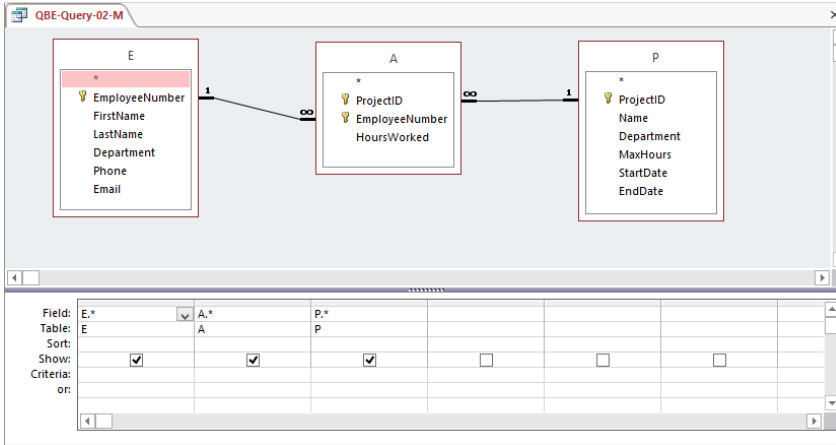 QBE-Query-02-M
E
*
EmployeeNumber
FirstName
LastName
Department
Phone
Email
1
∞
A
*
ProjectID
EmployeeNumber
HoursWorked
∞
1
P
*
ProjectID
Name
Department
MaxHours
StartDate
EndDate
Field: E.* A.* P.*
Table: E A P
Sort:
Show:
Criteria:
or: